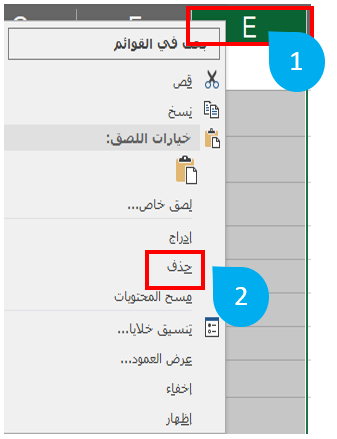 E
1
بحث في القوائم
قص
نسخ
خيارات اللصق:
لصق خاص...
إدراج
حذف
2
مسح المحتويات
تنسيق خلايا...
عرض العمود...
إخفاء
إظهار